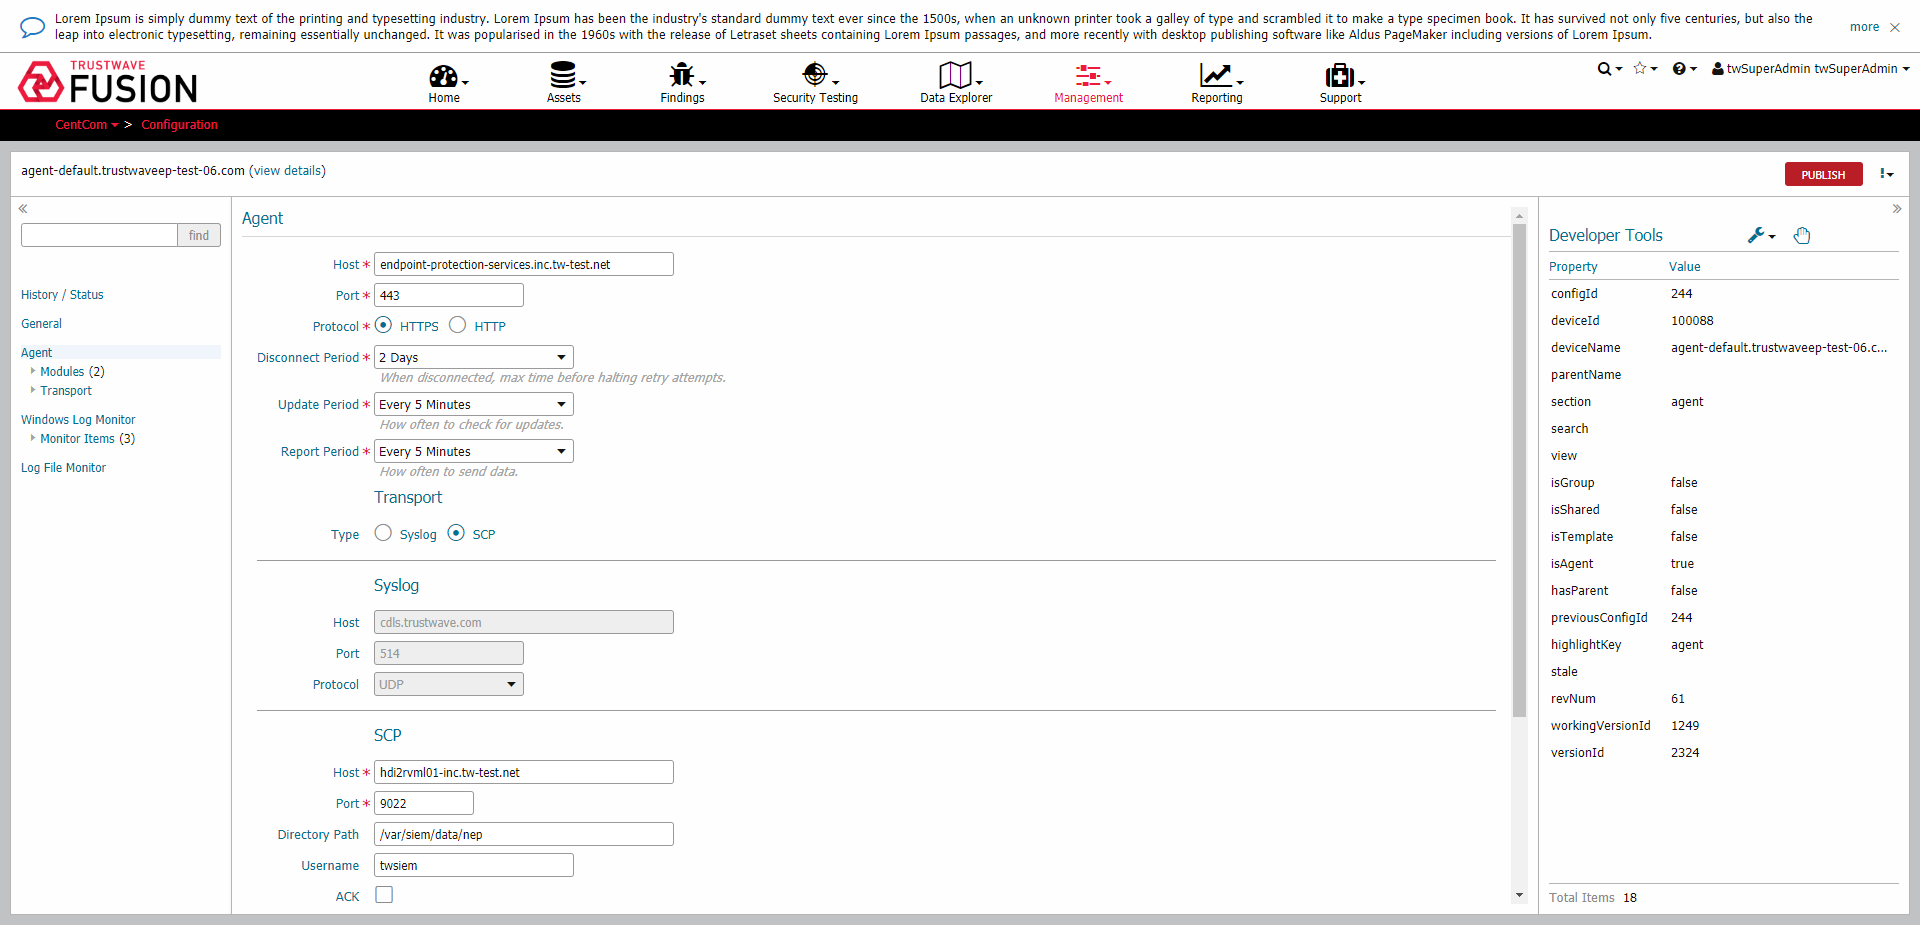 Lorem Ipsum is simply dummy text of the printing and typesetting industry. Lorem Ipsum has been the industry's standard dummy text ever since the 1500s, when an unknown printer took a galley of type and scrambled it to make a type specimen book. It has survived not only five centuries, but also the
leap into electronic typesetting, remaining essentially unchanged. It was popularised in the 1960s with the release of Letraset sheets containing Lorem Ipsum passages, and more recently with desktop publishing software like Aldus PageMaker including versions of Lorem Ipsum.
more
TRUSTWAVE
FUSION
Home
Assets
Findings
Security Testing
Data Explorer
Management
Reporting
Support
twSuperAdmin twSuperAdmin
CentCom > Configuration
agent-default.trustwaveep-test-06.com (view details)
PUBLISH
find
History / Status
General
Agent
Modules (2)
Transport
Windows Log Monitor
Monitor Items (3)
Log File Monitor
Agent
Host * endpoint-protection-services.inc.tw-test.net
Port * 443
Protocol * HTTPS HTTP
Disconnect Period * 2 Days
When disconnected, max time before halting retry attempts.
Update Period * Every 5 Minutes
How often to check for updates.
Report Period * Every 5 Minutes
How often to send data.
Transport
Type Syslog SCP
Syslog
Host cdls.trustwave.com
Port 514
Protocol UDP
SCP
Host * hdi2rvml01-inc.tw-test.net
Port * 9022
Directory Path /var/siem/data/nep
Username twsiem
ACK
Developer Tools
Property Value
configId 244
deviceId 100088
deviceName agent-default.trustwaveep-test-06.c...
parentName
section agent
search
view
isGroup false
isShared false
isTemplate false
isAgent true
hasParent false
previousConfigId 244
highlightKey agent
stale
revNum 61
workingVersionId 1249
versionId 2324
Total Items 18